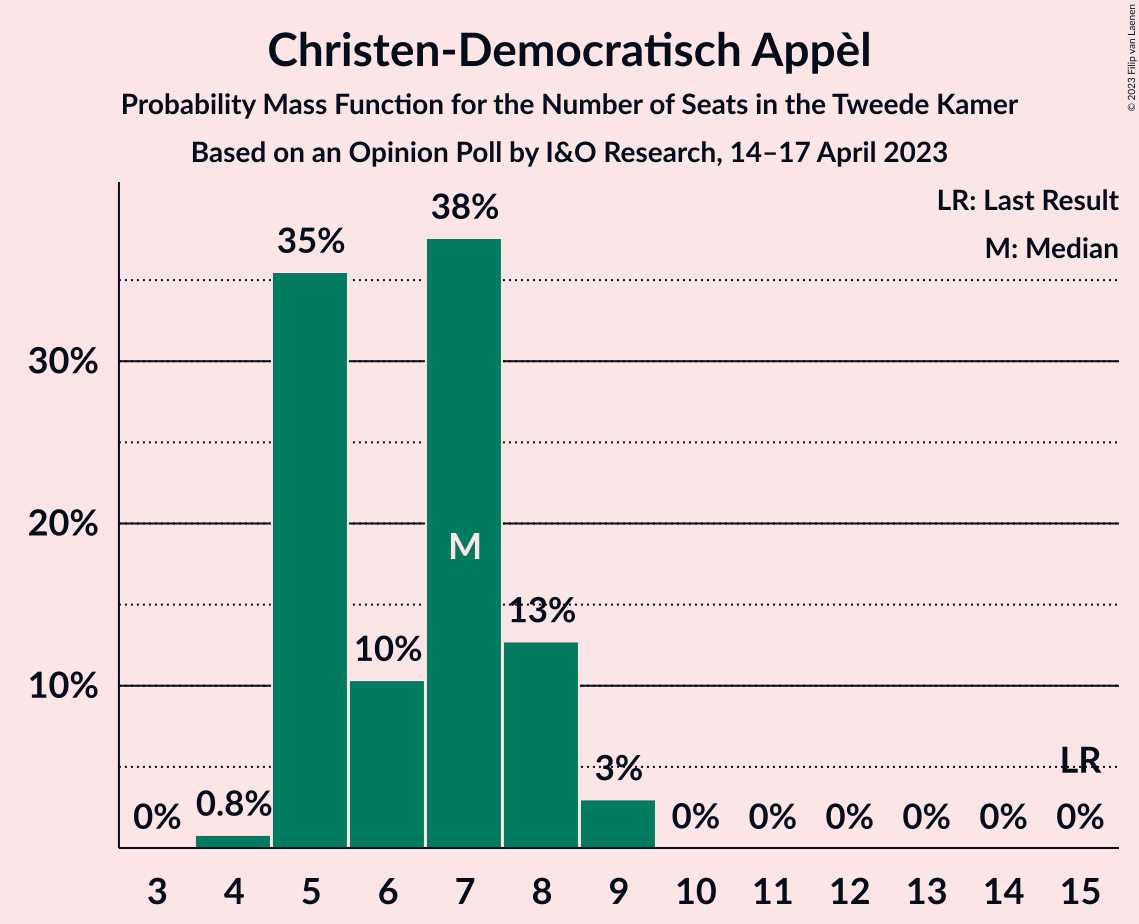 Christen-Democratisch Appèl
Probability Mass Function for the Number of Seats in the Tweede Kamer
Based on an Opinion Poll by I&O Research, 14–17 April 2023
© 2023 Filip van Laenen
LR: Last Result
M: Median
38%
35%
30%
20%
M
13%
10%
10%
LR
3%
0%
0.8%
0%
0%
0%
0%
0%
0%
3 4 5 6 7 8 9 10 11 12 13 14 15